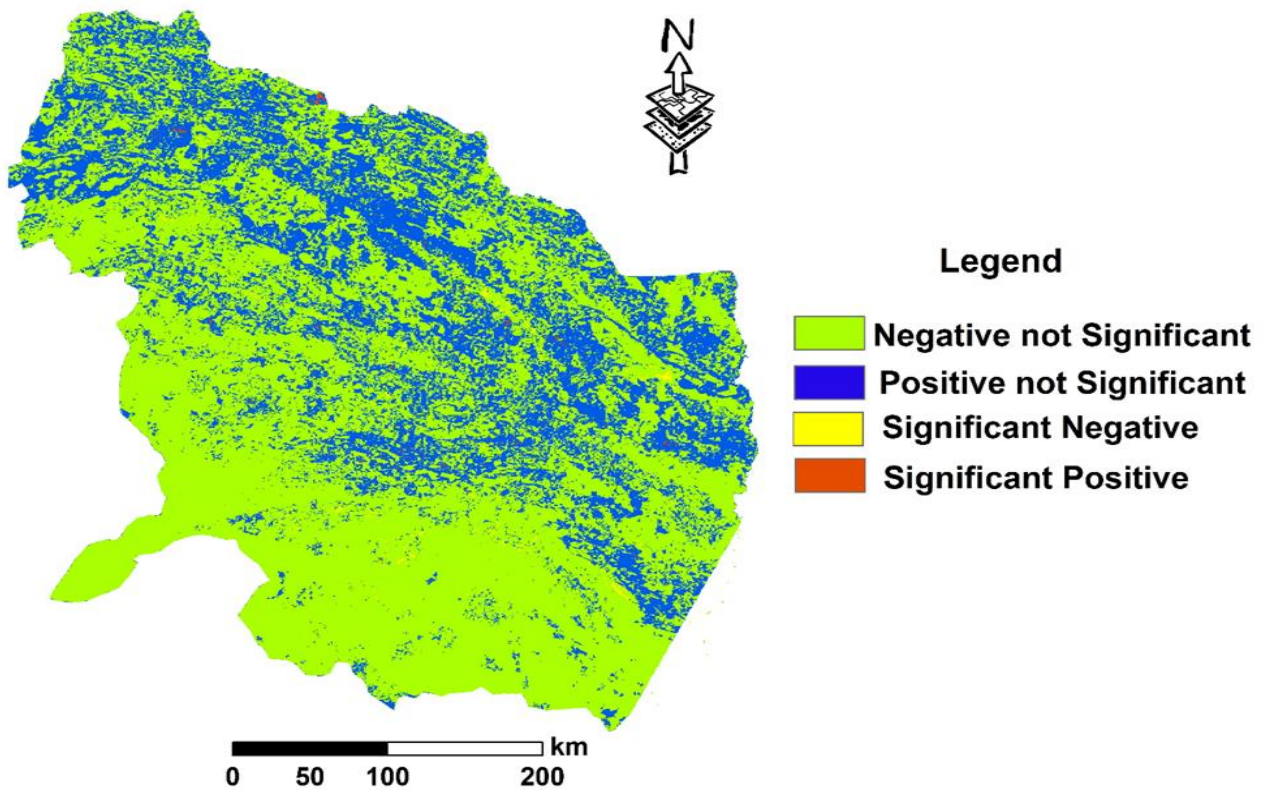 N
Legend
Negative not Significant
Positive not Significant
Significant Negative
Significant Positive
km
0 50 100 200